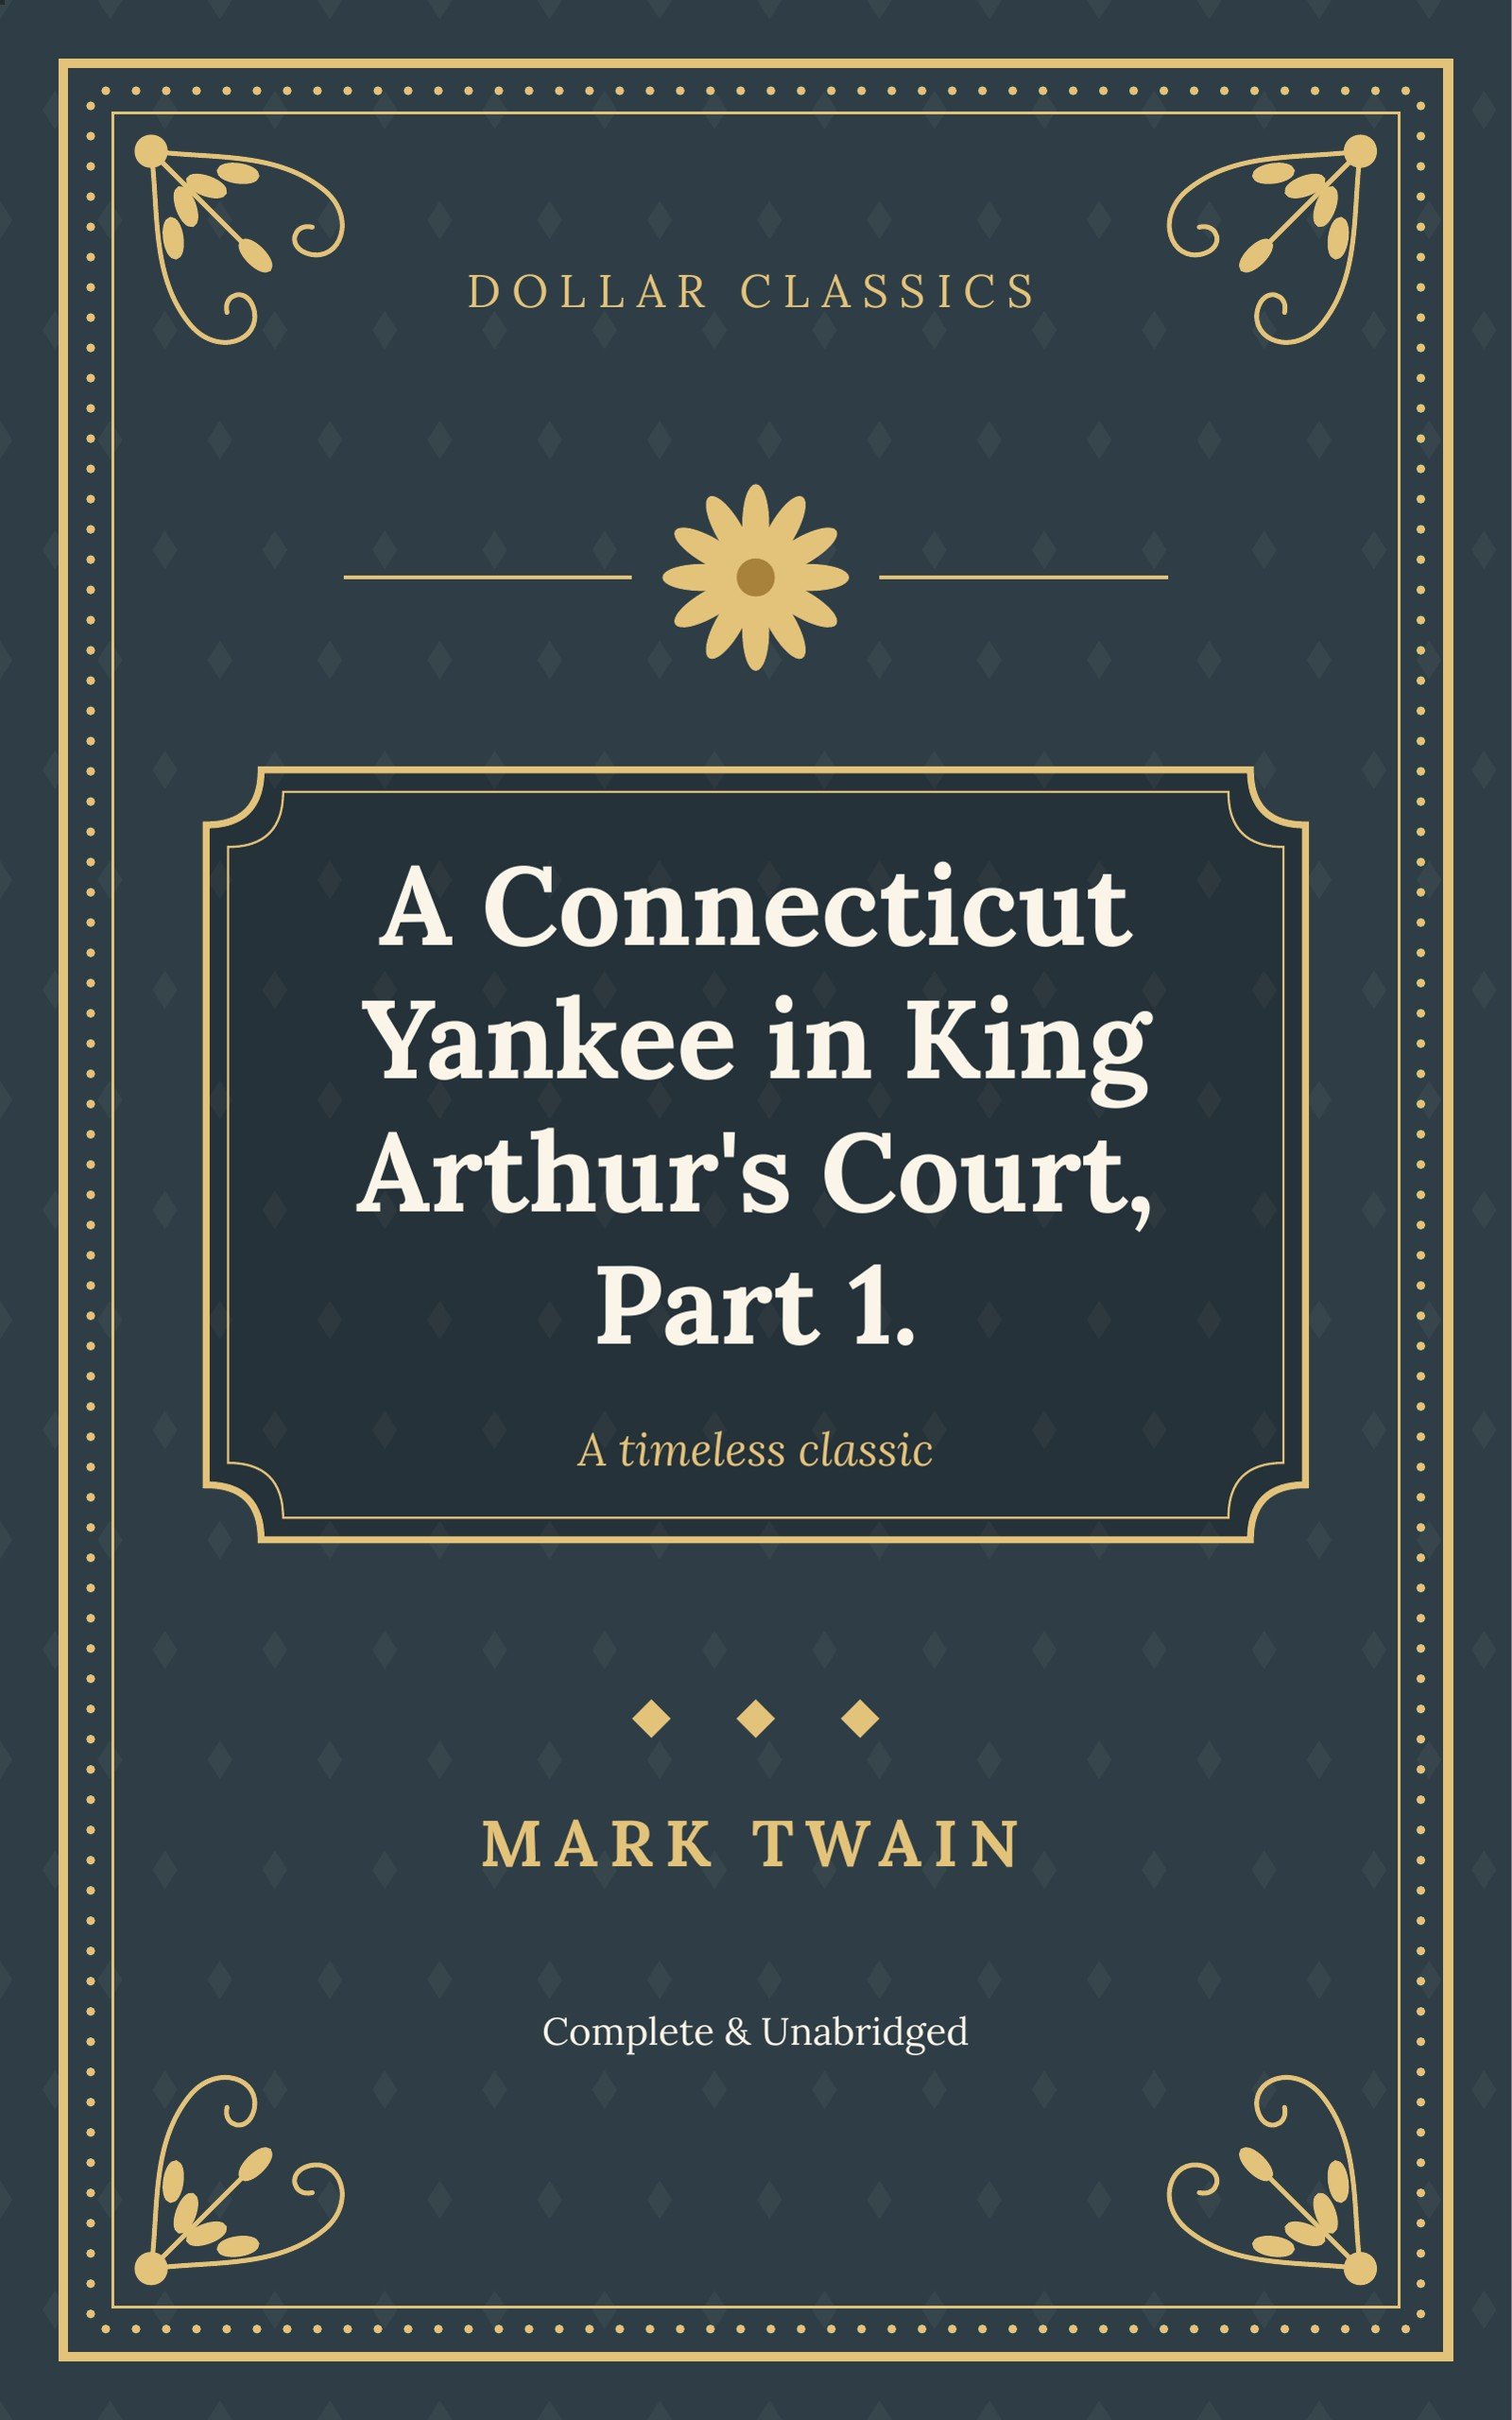 DOLLAR CLASSICS
A Connecticut
Yankee in King
Arthur's Court,
Part 1.
A timeless classic
MARK TWAIN
Complete & Unabridged